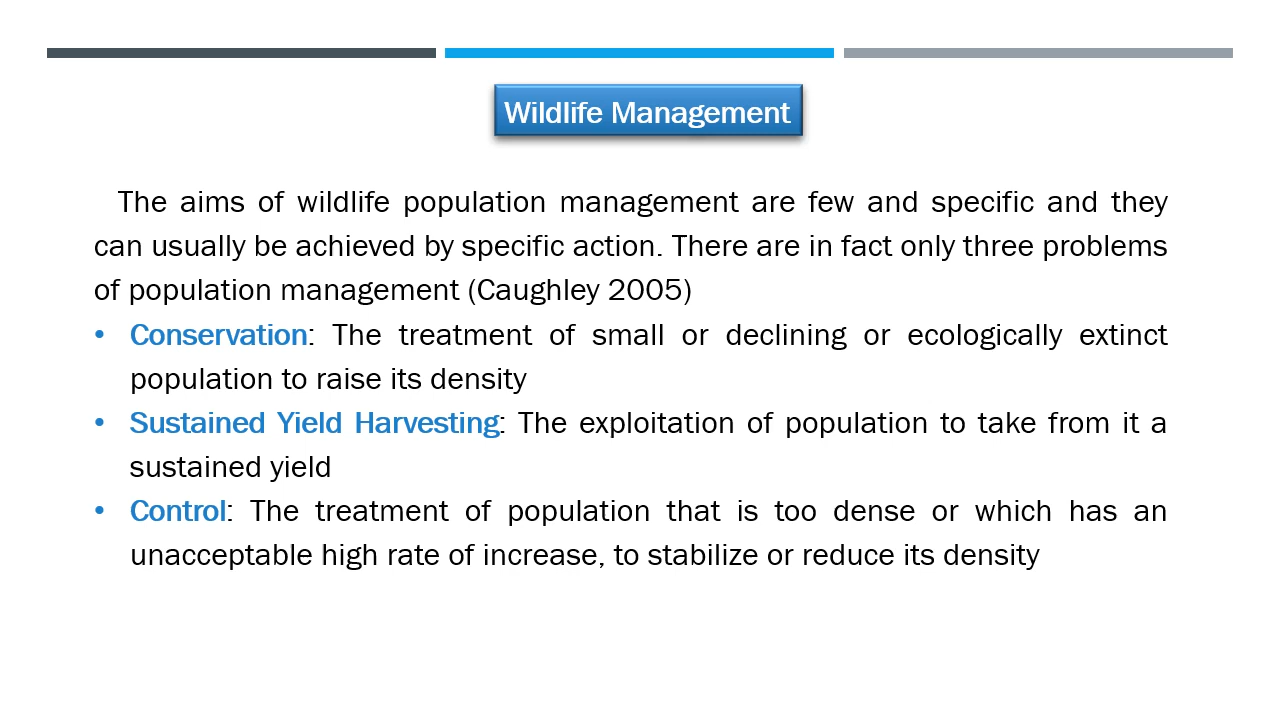 Wildlife Management
The aims of wildlife population management are few and specific and they
can usually be achieved by specific action. There are in fact only three problems
of population management (Caughley 2005)
• Conservation: The treatment of small or declining or ecologically extinct
population to raise its density
• Sustained Yield Harvesting: The exploitation of population to take from it a
sustained yield
• Control: The treatment of population that is too dense or which has an
unacceptable high rate of increase, to stabilize or reduce its density